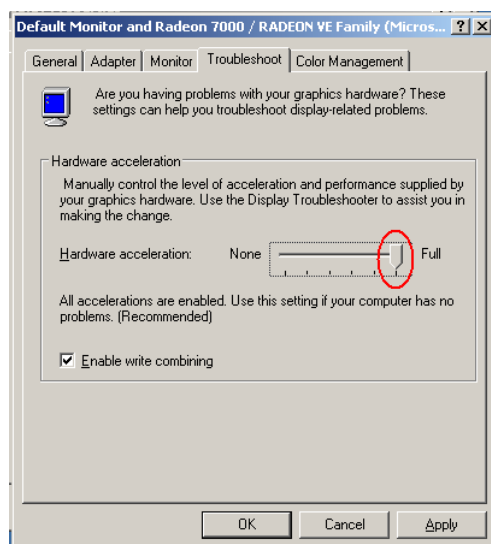 Default Monitor and Radeon 7000 / RADEON VE Family (Micros...
General Adapter Monitor Troubleshoot Color Management
Are you having problems with your graphics hardware? These
settings can help you troubleshoot display-related problems.
Hardware acceleration
Manually control the level of acceleration and performance supplied by
your graphics hardware. Use the Display Troubleshooter to assist you in
making the change.
Hardware acceleration: None Full
All accelerations are enabled. Use this setting if your computer has no
problems. (Recommended)
Enable write combining
OK Cancel Apply